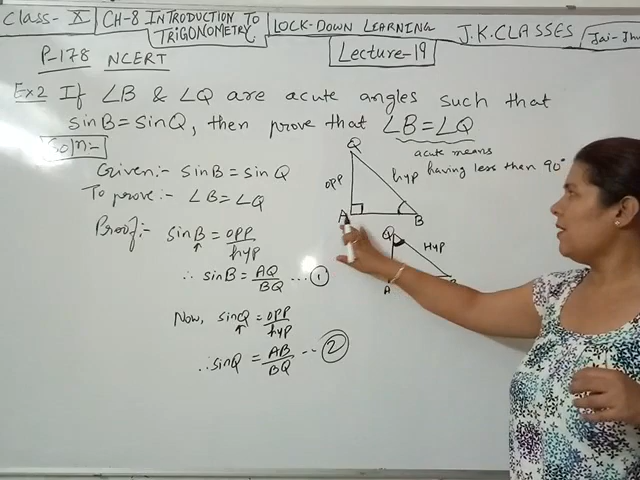 Class-X CH-8 INTRODUCTION TO TRIGONOMETRY LOCK-DOWN LEARNING J.K. CLASSES
P-178 NCERT Lecture-19
Ex2 If ∠B & ∠Q are acute angles such that
sinB = sinQ, then prove that ∠B = ∠Q
Soln:-
acute means
having less than 90°
Given:- sinB = sinQ
To prove:- ∠B = ∠Q
Proof:- sinB = opp/hyp
∴ sinB = AQ/BQ ... ①
Now, sinQ = opp/hyp
∴ sinQ = AB/BQ ... ②
Q
opp
hyp
A
B
Q
Hyp
A